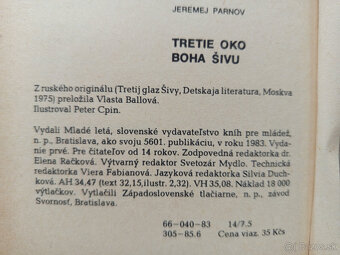 JEREMEJ PARNOV
TRETIE OKO
BOHA ŠIVU
Z ruského originálu (Tretij glaz Šivy, Detskaja literatura, Moskva
1975) preložila Vlasta Ballová.
Ilustroval Peter Cpin.
Vydali Mladé letá, slovenské vydavateľstvo kníh pre mládež,
n. p., Bratislava, ako svoju 5601. publikáciu, v roku 1983. Vyda-
nie prvé. Pre čitateľov od 14 rokov. Zodpovedná redaktorka dr.
Elena Račková. Výtvarný redaktor Svetozár Mydlo. Technická
redaktorka Viera Fabianová. Jazyková redaktorka Silvia Duch-
ková. AH 34,47 (text 32,15, ilustr. 2,32). VH 35,08. Náklad 18 000
výtlačkov. Vytlačili Západoslovenské tlačiarne, n. p., závod
Svornosť, Bratislava.
66-040-83 14/7.5
305-85.6 Cena viaz. 35 Kčs